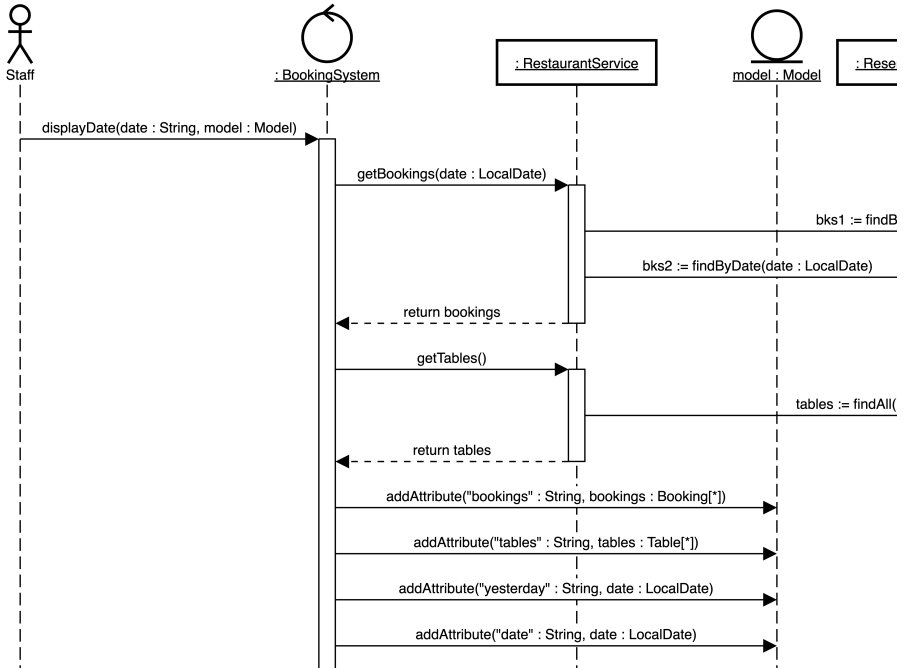 Staff
: BookingSystem
: RestaurantService
model : Model
: Rese
displayDate(date : String, model : Model)
getBookings(date : LocalDate)
bks1 := findB
bks2 := findByDate(date : LocalDate)
return bookings
getTables()
tables := findAll(
return tables
addAttribute("bookings" : String, bookings : Booking[*])
addAttribute("tables" : String, tables : Table[*])
addAttribute("yesterday" : String, date : LocalDate)
addAttribute("date" : String, date : LocalDate)